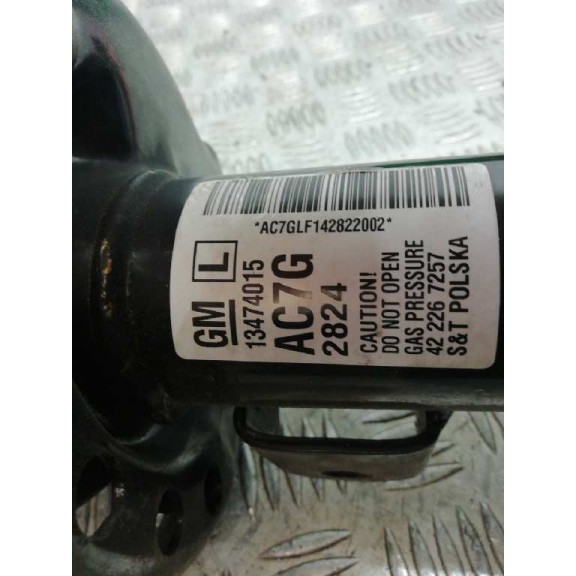 *AC7GLF142822002*
GM L
13474015
AC7G
2824
CAUTION!
DO NOT OPEN
GAS PRESSURE
42 226 7257
S&T POLSKA